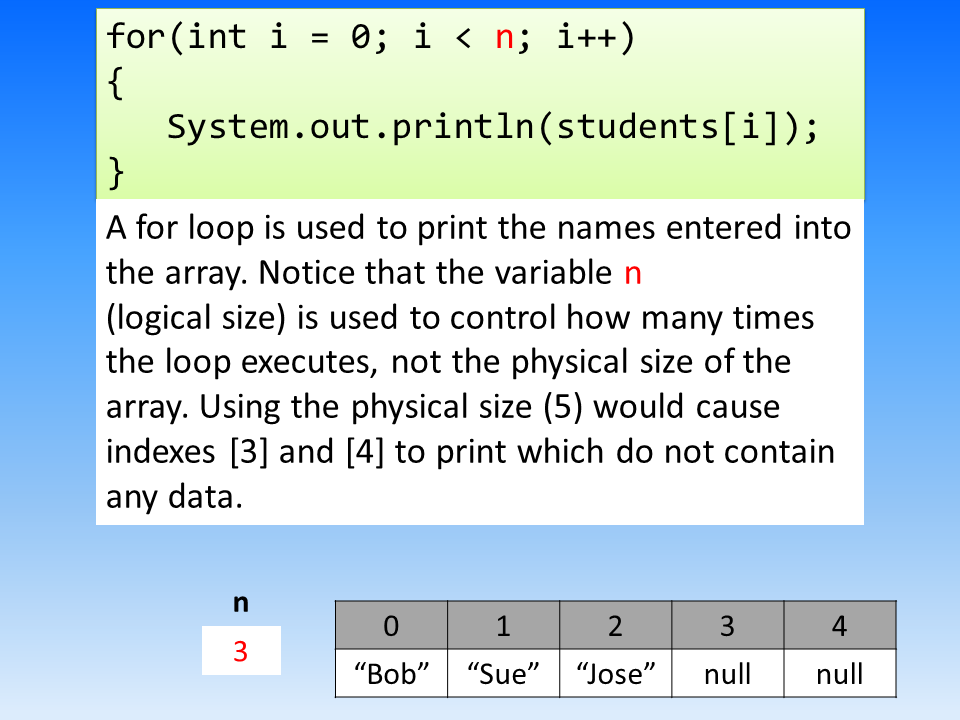 for(int i = 0; i < n; i++)
{
   System.out.println(students[i]);
}
A for loop is used to print the names entered into
the array. Notice that the variable n
(logical size) is used to control how many times
the loop executes, not the physical size of the
array. Using the physical size (5) would cause
indexes [3] and [4] to print which do not contain
any data.
n
3
0 1 2 3 4
“Bob” “Sue” “Jose” null null